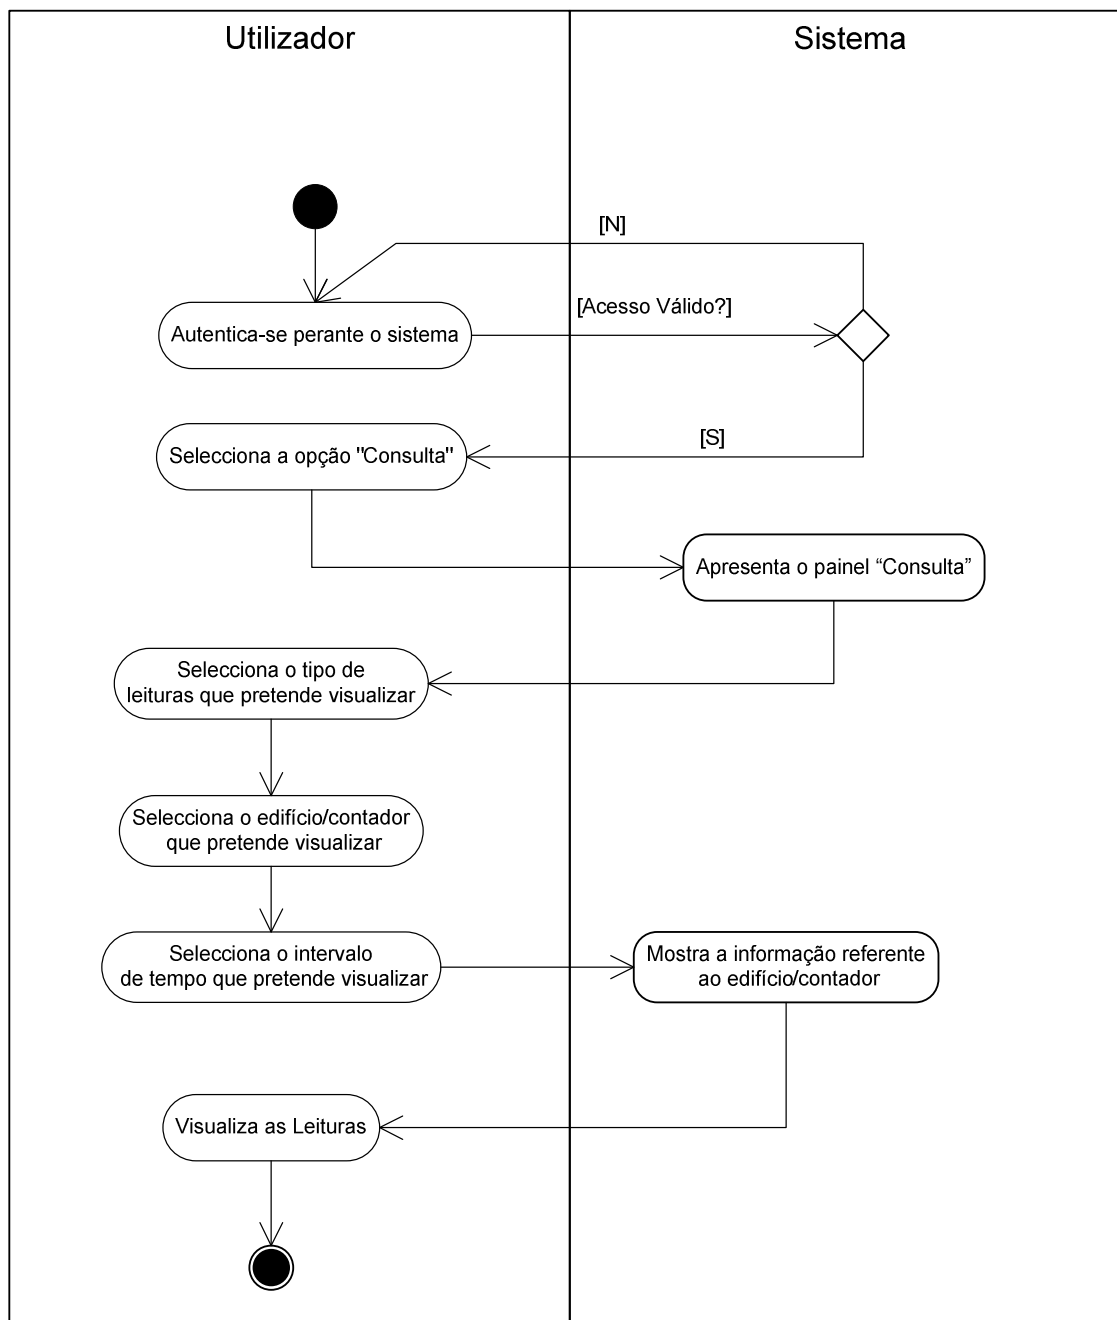 Utilizador
Sistema
[N]
[Acesso Válido?]
Autentica-se perante o sistema
[S]
Selecciona a opção "Consulta"
Apresenta o painel “Consulta”
Selecciona o tipo de
leituras que pretende visualizar
Selecciona o edifício/contador
que pretende visualizar
Selecciona o intervalo
de tempo que pretende visualizar
Mostra a informação referente
ao edifício/contador
Visualiza as Leituras